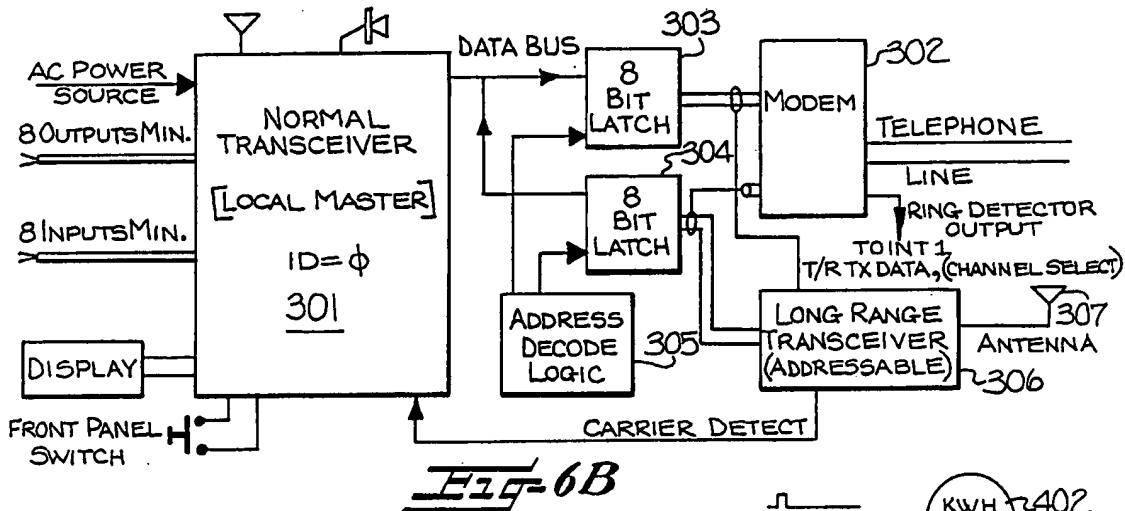 303
302
DATA BUS
AC POWER
SOURCE
8
BIT
LATCH
MODEM
NORMAL
TRANSCEIVER
8 OUTPUTS MIN.
TELEPHONE
304
LINE
[LOCAL MASTER]
8
BIT
LATCH
RING DETECTOR
OUTPUT
8 INPUTS MIN.
TO INT 1
T/R TX DATA, (CHANNEL SELECT)
ID=ϕ
301
307
ADDRESS
DECODE
LOGIC
305
LONG RANGE
TRANSCEIVER
(ADDRESSABLE)
ANTENNA
306
DISPLAY
FRONT PANEL
SWITCH
CARRIER DETECT
Fig-6B
KWH
402